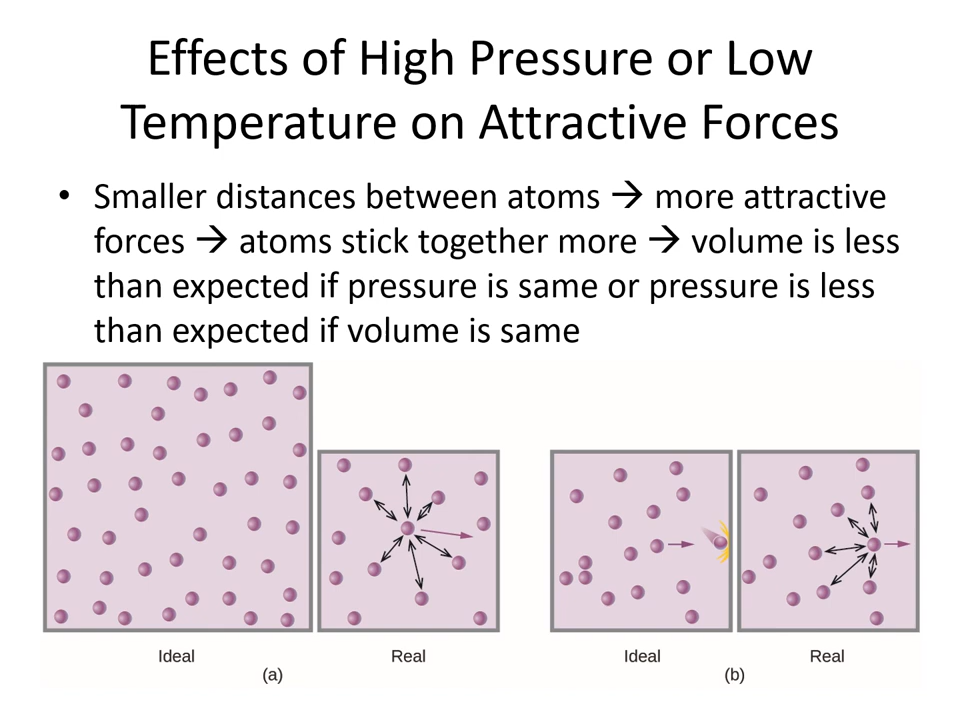 Effects of High Pressure or Low
Temperature on Attractive Forces
• Smaller distances between atoms → more attractive
forces → atoms stick together more → volume is less
than expected if pressure is same or pressure is less
than expected if volume is same
Ideal
Real
(a)
Ideal
Real
(b)